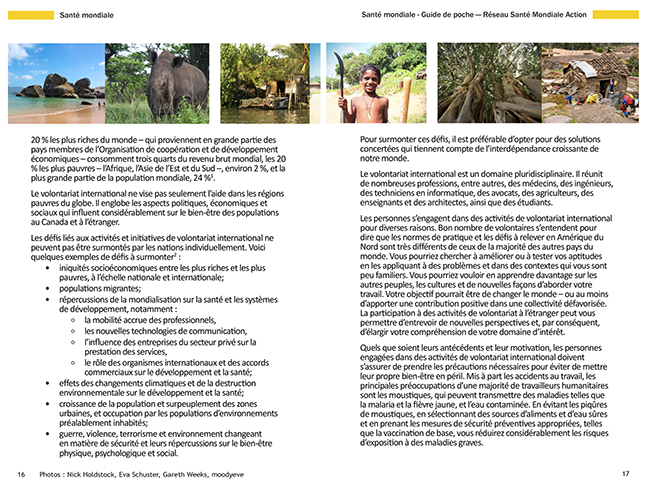 Santé mondiale
20 % les plus riches du monde – qui proviennent en grande partie des
pays membres de l'Organisation de coopération et de développement
économiques – consomment trois quarts du revenu brut mondial, les 20
% les plus pauvres – l'Afrique, l'Asie de l'Est et du Sud –, environ 2 %, et la
plus grande partie de la population mondiale, 24 %¹.
Le volontariat international ne vise pas seulement l'aide dans les régions
pauvres du globe. Il englobe les aspects politiques, économiques et
sociaux qui influent considérablement sur le bien-être des populations
au Canada et à l'étranger.
Les défis liés aux activités et initiatives de volontariat international ne
peuvent pas être surmontés par les nations individuellement. Voici
quelques exemples de défis à surmonter² :
• iniquités socioéconomiques entre les plus riches et les plus
pauvres, à l'échelle nationale et internationale;
• populations migrantes;
• répercussions de la mondialisation sur la santé et les systèmes
de développement, notamment :
○ la mobilité accrue des professionnels,
○ les nouvelles technologies de communication,
○ l'influence des entreprises du secteur privé sur la
prestation des services,
○ le rôle des organismes internationaux et des accords
commerciaux sur le développement et la santé;
• effets des changements climatiques et de la destruction
environnementale sur le développement et la santé;
• croissance de la population et surpeuplement des zones
urbaines, et occupation par les populations d'environnements
préalablement inhabités;
• guerre, violence, terrorisme et environnement changeant
en matière de sécurité et leurs répercussions sur le bien-être
physique, psychologique et social.
16 Photos : Nick Holdstock, Eva Schuster, Gareth Weeks, moodyeve
Santé mondiale - Guide de poche — Réseau Santé Mondiale Action
Pour surmonter ces défis, il est préférable d'opter pour des solutions
concertées qui tiennent compte de l'interdépendance croissante de
notre monde.
Le volontariat international est un domaine pluridisciplinaire. Il réunit
de nombreuses professions, entre autres, des médecins, des ingénieurs,
des techniciens en informatique, des avocats, des agriculteurs, des
enseignants et des architectes, ainsi que des étudiants.
Les personnes s'engagent dans des activités de volontariat international
pour diverses raisons. Bon nombre de volontaires s'entendent pour
dire que les normes de pratique et les défis à relever en Amérique du
Nord sont très différents de ceux de la majorité des autres pays du
monde. Vous pourriez chercher à améliorer ou à tester vos aptitudes
en les appliquant à des problèmes et dans des contextes qui vous sont
peu familiers. Vous pourriez vouloir en apprendre davantage sur les
autres peuples, les cultures et de nouvelles façons d'aborder votre
travail. Votre objectif pourrait être de changer le monde – ou au moins
d'apporter une contribution positive dans une collectivité défavorisée.
La participation à des activités de volontariat à l'étranger peut vous
permettre d'entrevoir de nouvelles perspectives et, par conséquent,
d'élargir votre compréhension de votre domaine d'intérêt.
Quels que soient leurs antécédents et leur motivation, les personnes
engagées dans des activités de volontariat international doivent
s'assurer de prendre les précautions nécessaires pour éviter de mettre
leur propre bien-être en péril. Mis à part les accidents au travail, les
principales préoccupations d'une majorité de travailleurs humanitaires
sont les moustiques, qui peuvent transmettre des maladies telles que
la malaria et la fièvre jaune, et l'eau contaminée. En évitant les piqûres
de moustiques, en sélectionnant des sources d'aliments et d'eau sûres
et en prenant les mesures de sécurité préventives appropriées, telles
que la vaccination de base, vous réduirez considérablement les risques
d'exposition à des maladies graves.
17